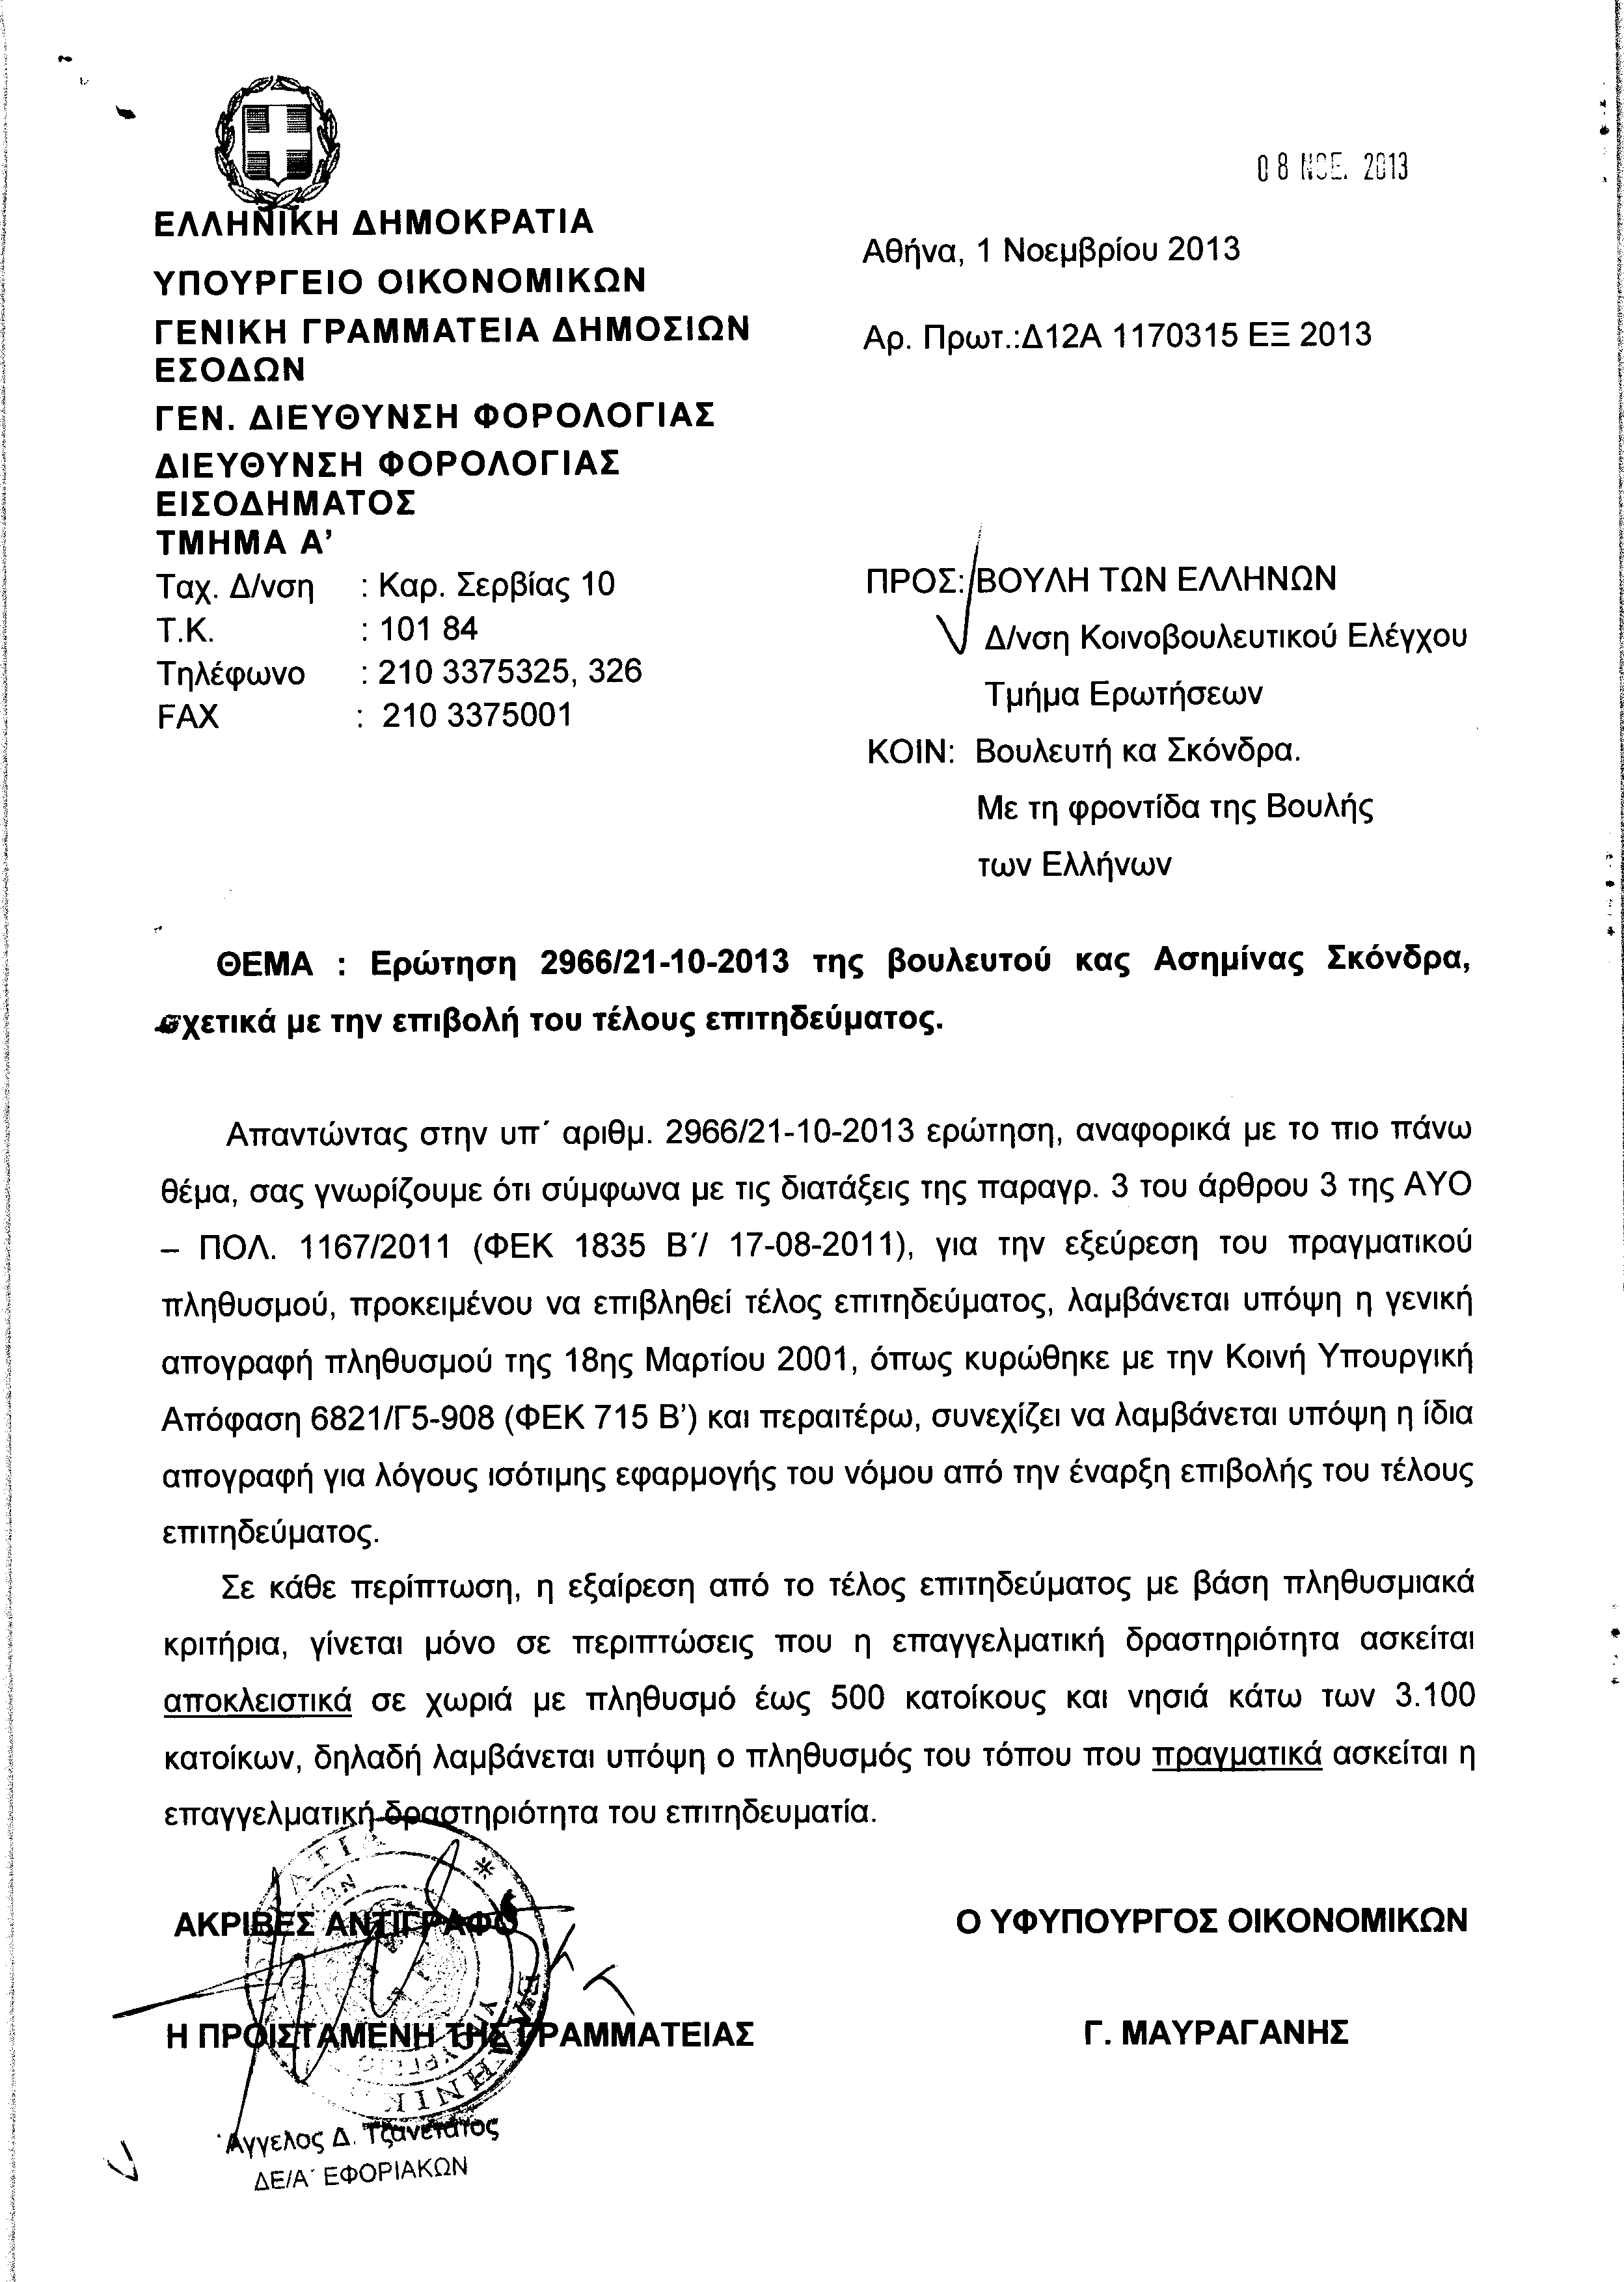 08 ΝΟΕ. 2013
ΕΛΛΗΝΙΚΗ ΔΗΜΟΚΡΑΤΙΑ
ΥΠΟΥΡΓΕΙΟ ΟΙΚΟΝΟΜΙΚΩΝ
ΓΕΝΙΚΗ ΓΡΑΜΜΑΤΕΙΑ ΔΗΜΟΣΙΩΝ
ΕΣΟΔΩΝ
ΓΕΝ. ΔΙΕΥΘΥΝΣΗ ΦΟΡΟΛΟΓΙΑΣ
ΔΙΕΥΘΥΝΣΗ ΦΟΡΟΛΟΓΙΑΣ
ΕΙΣΟΔΗΜΑΤΟΣ
ΤΜΗΜΑ Α’
Ταχ. Δ/νση : Καρ. Σερβίας 10
Τ.Κ. : 101 84
Τηλέφωνο : 210 3375325, 326
FAX : 210 3375001
Αθήνα, 1 Νοεμβρίου 2013
Αρ. Πρωτ.:Δ12Α 1170315 ΕΞ 2013
ΠΡΟΣ: ΒΟΥΛΗ ΤΩΝ ΕΛΛΗΝΩΝ
Δ/νση Κοινοβουλευτικού Ελέγχου
Τμήμα Ερωτήσεων
ΚΟΙΝ: Βουλευτή κα Σκόνδρα.
Με τη φροντίδα της Βουλής
των Ελλήνων
ΘΕΜΑ : Ερώτηση 2966/21-10-2013 της βουλευτού κας Ασημίνας Σκόνδρα,
σχετικά με την επιβολή του τέλους επιτηδεύματος.
Απαντώντας στην υπ΄ αριθμ. 2966/21-10-2013 ερώτηση, αναφορικά με το πιο πάνω
θέμα, σας γνωρίζουμε ότι σύμφωνα με τις διατάξεις της παραγρ. 3 του άρθρου 3 της ΑΥΟ
– ΠΟΛ. 1167/2011 (ΦΕΚ 1835 Β΄/ 17-08-2011), για την εξεύρεση του πραγματικού
πληθυσμού, προκειμένου να επιβληθεί τέλος επιτηδεύματος, λαμβάνεται υπόψη η γενική
απογραφή πληθυσμού της 18ης Μαρτίου 2001, όπως κυρώθηκε με την Κοινή Υπουργική
Απόφαση 6821/Γ5-908 (ΦΕΚ 715 Β’) και περαιτέρω, συνεχίζει να λαμβάνεται υπόψη η ίδια
απογραφή για λόγους ισότιμης εφαρμογής του νόμου από την έναρξη επιβολής του τέλους
επιτηδεύματος.
Σε κάθε περίπτωση, η εξαίρεση από το τέλος επιτηδεύματος με βάση πληθυσμιακά
κριτήρια, γίνεται μόνο σε περιπτώσεις που η επαγγελματική δραστηριότητα ασκείται
αποκλειστικά σε χωριά με πληθυσμό έως 500 κατοίκους και νησιά κάτω των 3.100
κατοίκων, δηλαδή λαμβάνεται υπόψη ο πληθυσμός του τόπου που πραγματικά ασκείται η
επαγγελματική δραστηριότητα του επιτηδευματία.
ΑΚΡΙΒΕΣ ΑΝΤΙΓΡΑΦΟ
Η ΠΡΟΙΣΤΑΜΕΝΗ ΤΗΣ ΓΡΑΜΜΑΤΕΙΑΣ
Άγγελος Δ. Τζανετάτος
ΔΕ/Α΄ ΕΦΟΡΙΑΚΩΝ
Ο ΥΦΥΠΟΥΡΓΟΣ ΟΙΚΟΝΟΜΙΚΩΝ
Γ. ΜΑΥΡΑΓΑΝΗΣ